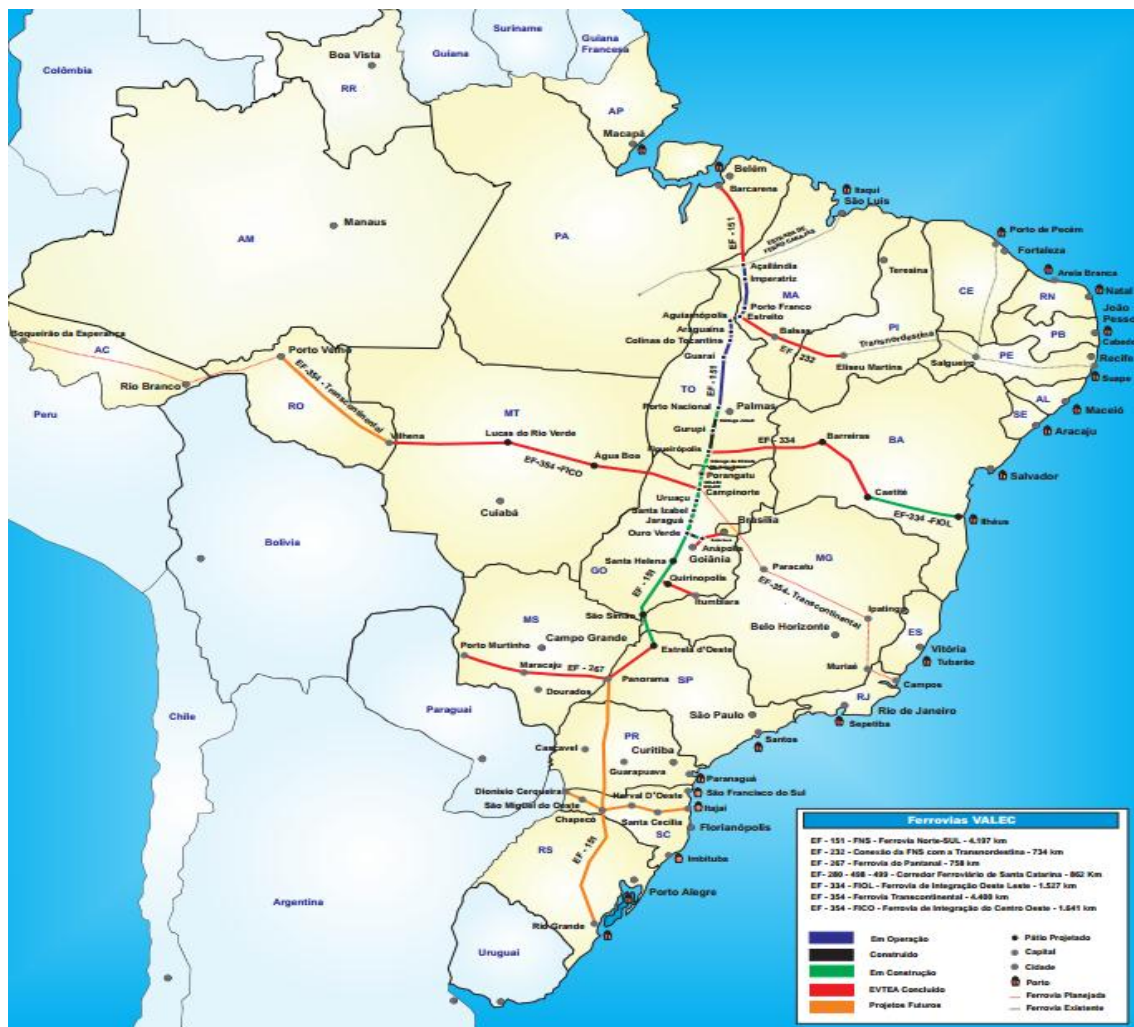 Suriname
Guiana
Guiana
Francesa
Colômbia
Boa Vista
RR
AP
Macapá
Belém
Barcarena
Itaqui
São Luís
Manaus
AM
PA
EF - 151
ESTRADA DE
FERRO CARAJÁS
Porto de Pecém
Fortaleza
Açailândia
Imperatriz
Teresina
Areia Branca
CE
RN
Natal
MA
Porto Franco
Estreito
Aguiarnópolis
Araguaina
Colinas do Tocantins
Guaraí
Balsas
EF - 232
PI
Transnordestina
Eliseu Martins
Salgueiro
PE
PB
João
Pesso
Cabede
Recife
Suape
Boqueirão da Esperança
AC
Rio Branco
Porto Velho
EF-354 - Transcontinental
RO
Vilhena
Peru
TO
EF-151
Porto Nacional
Palmas
Gurupi
Figueirópolis
AL
SE
Maceió
Aracaju
MT
Lucas do Rio Verde
EF-354 -FICO
Água Boa
EF - 334
Barreiras
BA
Salvador
Porangatu
Campinorte
Caetité
EF-334 -FIOL
Ilhéus
Uruaçu
Santa Izabel
Jaraguá
Ouro Verde
Cuiabá
Brasília
Anápolis
Goiânia
Bolívia
Santa Helena
GO
EF - 151
Quirinopolis
Itumbiara
Paracatu
MG
EF-354- Transcontinental
Ipatinga
São Simão
Belo Horizonte
ES
Vitória
Tubarão
MS
Campo Grande
Porto Murtinho
Maracaju
EF - 267
Estrela d'Oeste
Panorama
Dourados
SP
Muriaé
Campos
RJ
Rio de Janeiro
Sepetiba
Chile
Paraguai
São Paulo
Santos
Cascavel
PR
Curitiba
Guarapuava
Paranaguá
Dionísio Cerqueira
São Miguel do Oeste
Herval D'Oeste
São Francisco do Sul
Itajaí
Chapecó
Santa Cecília
SC
Florianópolis
RS
EF - 151
Imbituba
Porto Alegre
Argentina
Rio Grande
Uruguai
Ferrovias VALEC
EF - 151 - FNS - Ferrovia Norte-SUL - 4.197 km
EF - 232 - Conexão da FNS com a Transnordestina - 734 km
EF - 267 - Ferrovia do Pantanal - 758 km
EF- 280 - 498 - 499 - Corredor Ferroviário de Santa Catarina - 862 Km
EF - 334 - FIOL - Ferrovia de Integração Oeste Leste - 1.527 km
EF - 354 - Ferrovia Transcontinental - 4.400 km
EF - 354 - FICO - Ferrovia de Integração do Centro Oeste - 1.641 km
Em Operação
Construído
Em Construção
EVTEA Concluído
Projetos Futuros
Pátio Projetado
Capital
Cidade
Porto
Ferrovia Planejada
Ferrovia Existente